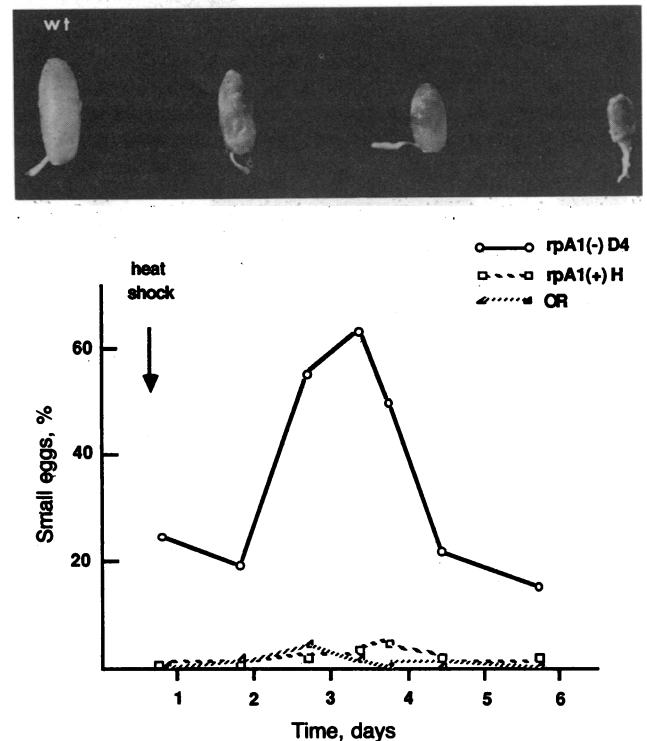 wt
rpA1(-) D4
rpA1(+) H
OR
heat
shock
60
40
20
Small eggs, %
1 2 3 4 5 6
Time, days